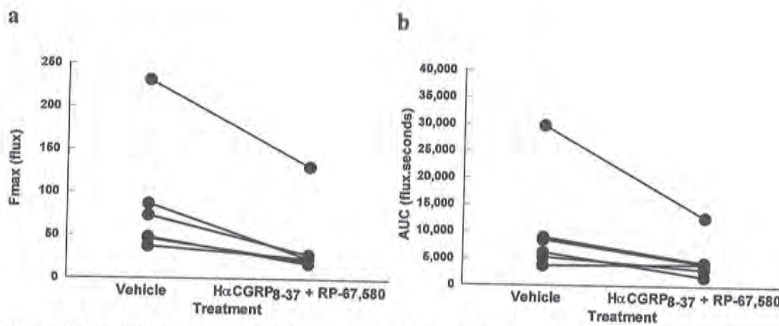 a
250
200
150
100
50
0
Fmax (flux)
Vehicle
HαCGRP8-37 + RP-67,580
Treatment
b
40,000
35,000
30,000
25,000
20,000
15,000
10,000
5,000
0
AUC (flux.seconds)
Vehicle
HαCGRP8-37 + RP-67,580
Treatment